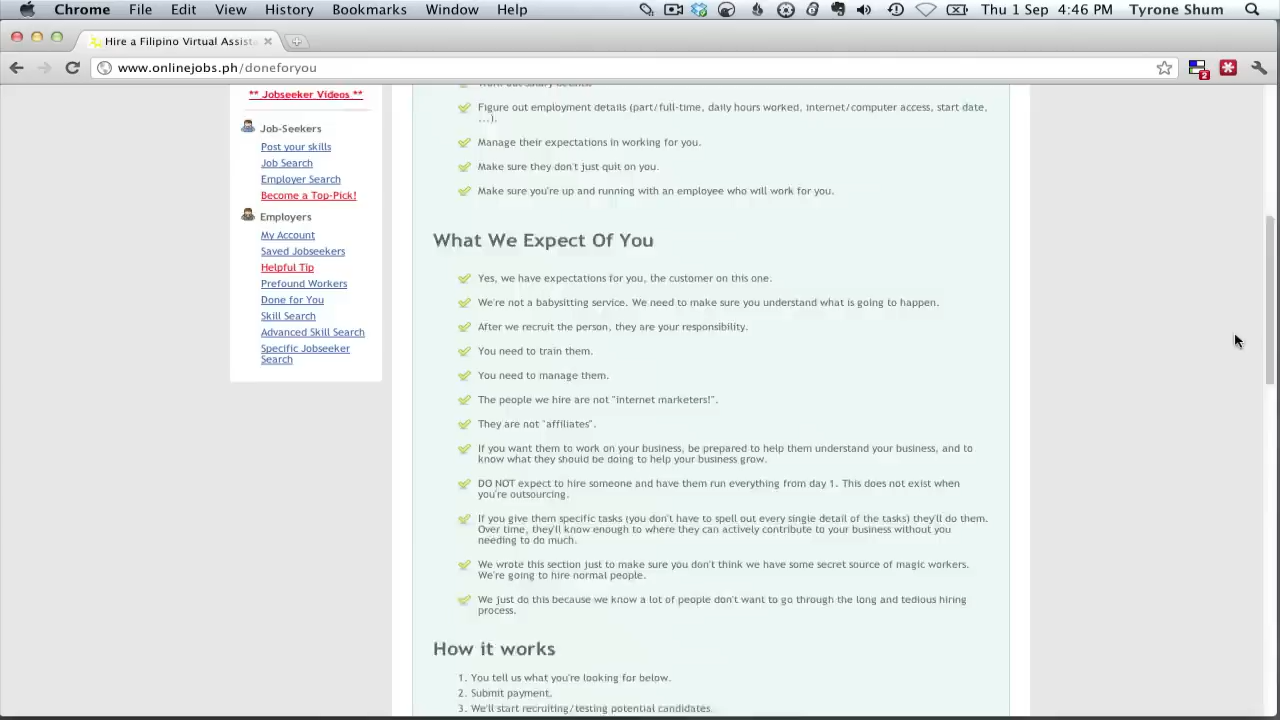 Chrome File Edit View History Bookmarks Window Help Thu 1 Sep 4:46 PM Tyrone Shum
Hire a Filipino Virtual Assista
www.onlinejobs.ph/doneforyou
2
** Jobseeker Videos **
Job-Seekers
Post your skills
Job Search
Employer Search
Become a Top-Pick!
Employers
My Account
Saved Jobseekers
Helpful Tip
Prefound Workers
Done for You
Skill Search
Advanced Skill Search
Specific Jobseeker
Search
Work out salary details.
Figure out employment details (part/full-time, daily hours worked, internet/computer access, start date,
...).
Manage their expectations in working for you.
Make sure they don't just quit on you.
Make sure you're up and running with an employee who will work for you.
What We Expect Of You
Yes, we have expectations for you, the customer on this one.
We're not a babysitting service. We need to make sure you understand what is going to happen.
After we recruit the person, they are your responsibility.
You need to train them.
You need to manage them.
The people we hire are not "internet marketers!".
They are not "affiliates".
If you want them to work on your business, be prepared to help them understand your business, and to
know what they should be doing to help your business grow.
DO NOT expect to hire someone and have them run everything from day 1. This does not exist when
you're outsourcing.
If you give them specific tasks (you don't have to spell out every single detail of the tasks) they'll do them.
Over time, they'll know enough to where they can actively contribute to your business without you
needing to do much.
We wrote this section just to make sure you don't think we have some secret source of magic workers.
We're going to hire normal people.
We just do this because we know a lot of people don't want to go through the long and tedious hiring
process.
How it works
1. You tell us what you're looking for below.
2. Submit payment.
3. We'll start recruiting/testing potential candidates.